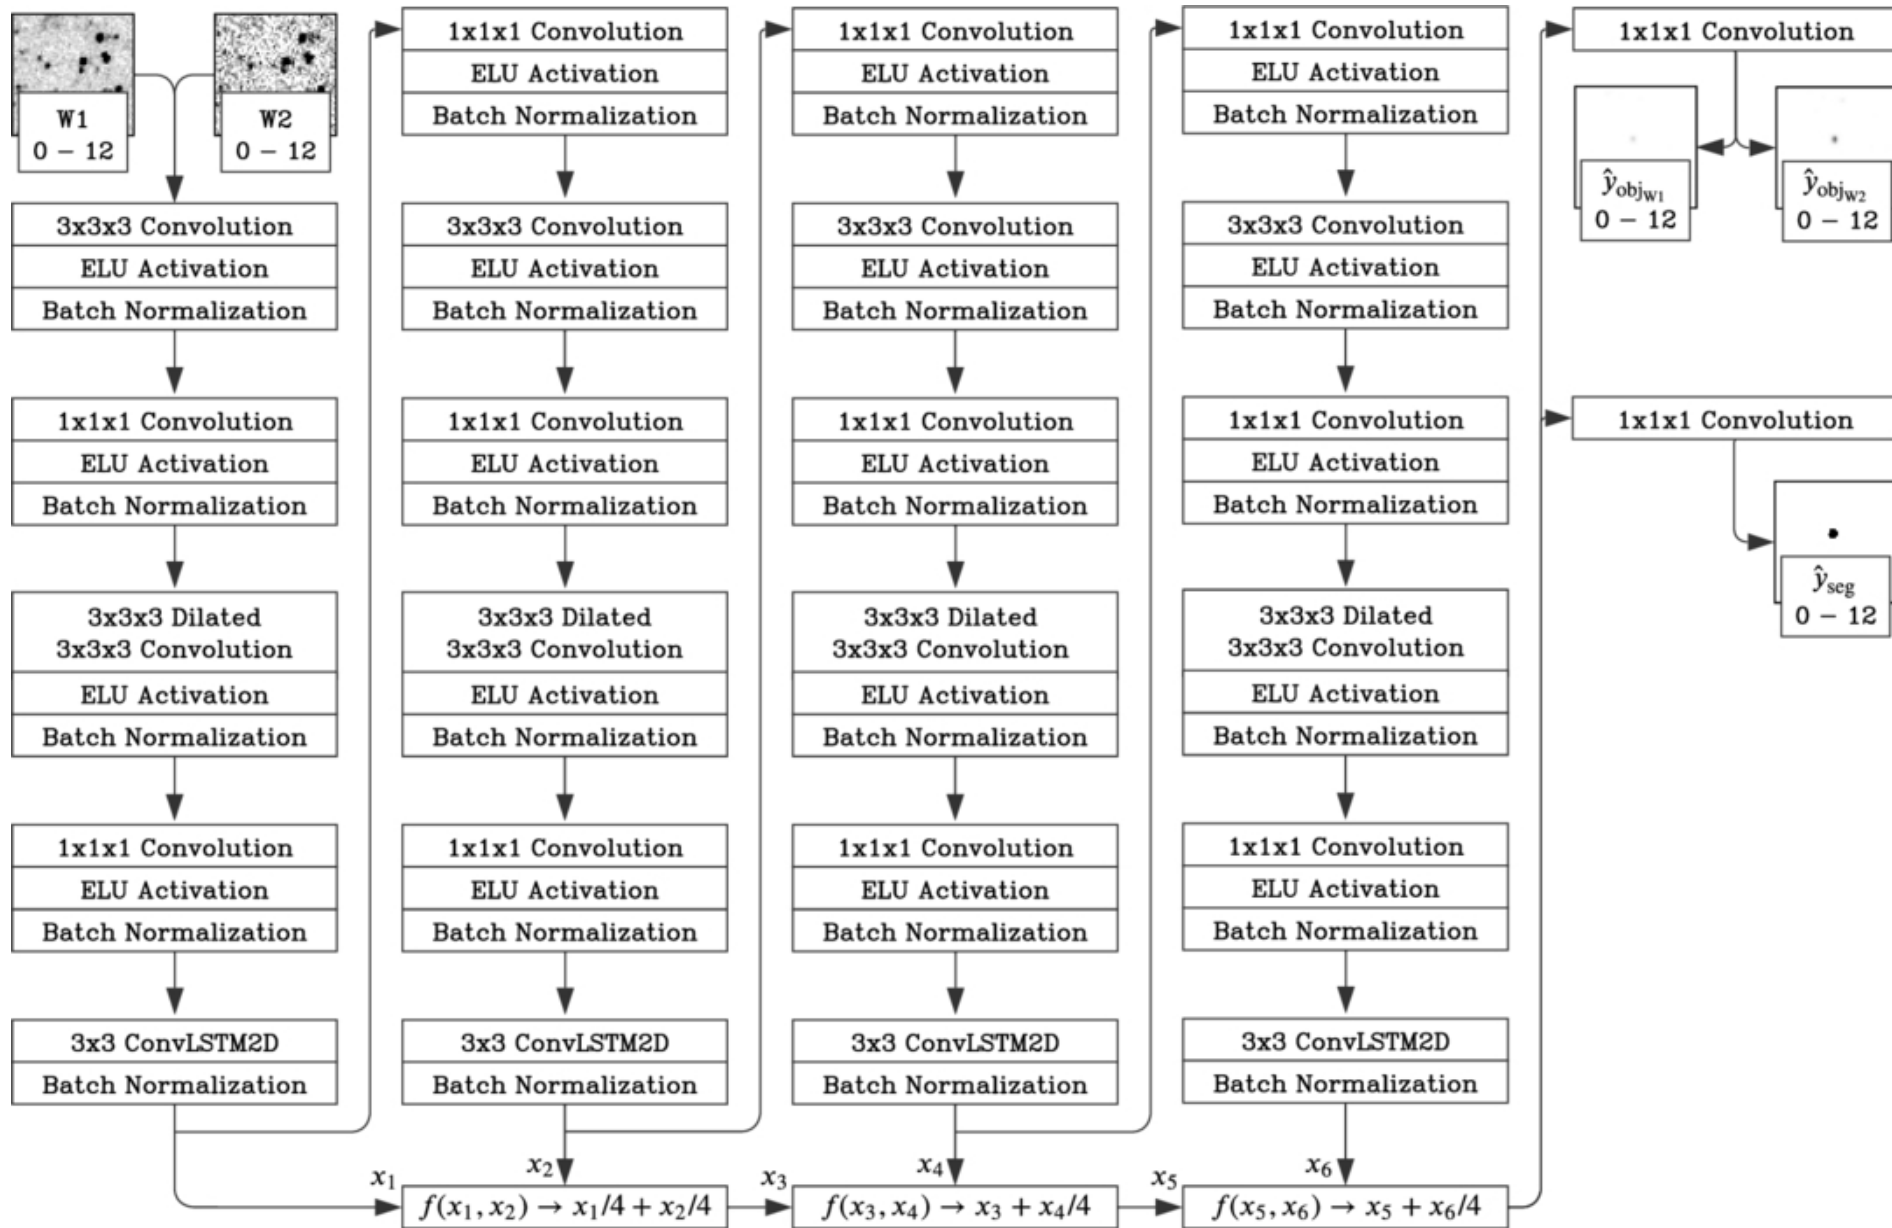 W1
0 – 12
W2
0 – 12
3x3x3 Convolution
ELU Activation
Batch Normalization
1x1x1 Convolution
ELU Activation
Batch Normalization
3x3x3 Dilated
3x3x3 Convolution
ELU Activation
Batch Normalization
1x1x1 Convolution
ELU Activation
Batch Normalization
3x3 ConvLSTM2D
Batch Normalization
1x1x1 Convolution
ELU Activation
Batch Normalization
3x3x3 Convolution
ELU Activation
Batch Normalization
1x1x1 Convolution
ELU Activation
Batch Normalization
3x3x3 Dilated
3x3x3 Convolution
ELU Activation
Batch Normalization
1x1x1 Convolution
ELU Activation
Batch Normalization
3x3 ConvLSTM2D
Batch Normalization
x₁
x₂
f(x₁, x₂) → x₁/4 + x₂/4
1x1x1 Convolution
ELU Activation
Batch Normalization
3x3x3 Convolution
ELU Activation
Batch Normalization
1x1x1 Convolution
ELU Activation
Batch Normalization
3x3x3 Dilated
3x3x3 Convolution
ELU Activation
Batch Normalization
1x1x1 Convolution
ELU Activation
Batch Normalization
3x3 ConvLSTM2D
Batch Normalization
x₃
x₄
f(x₃, x₄) → x₃ + x₄/4
1x1x1 Convolution
ELU Activation
Batch Normalization
3x3x3 Convolution
ELU Activation
Batch Normalization
1x1x1 Convolution
ELU Activation
Batch Normalization
3x3x3 Dilated
3x3x3 Convolution
ELU Activation
Batch Normalization
1x1x1 Convolution
ELU Activation
Batch Normalization
3x3 ConvLSTM2D
Batch Normalization
x₅
x₆
f(x₅, x₆) → x₅ + x₆/4
1x1x1 Convolution
ŷ_obj_W1
0 – 12
ŷ_obj_W2
0 – 12
1x1x1 Convolution
ŷ_seg
0 – 12